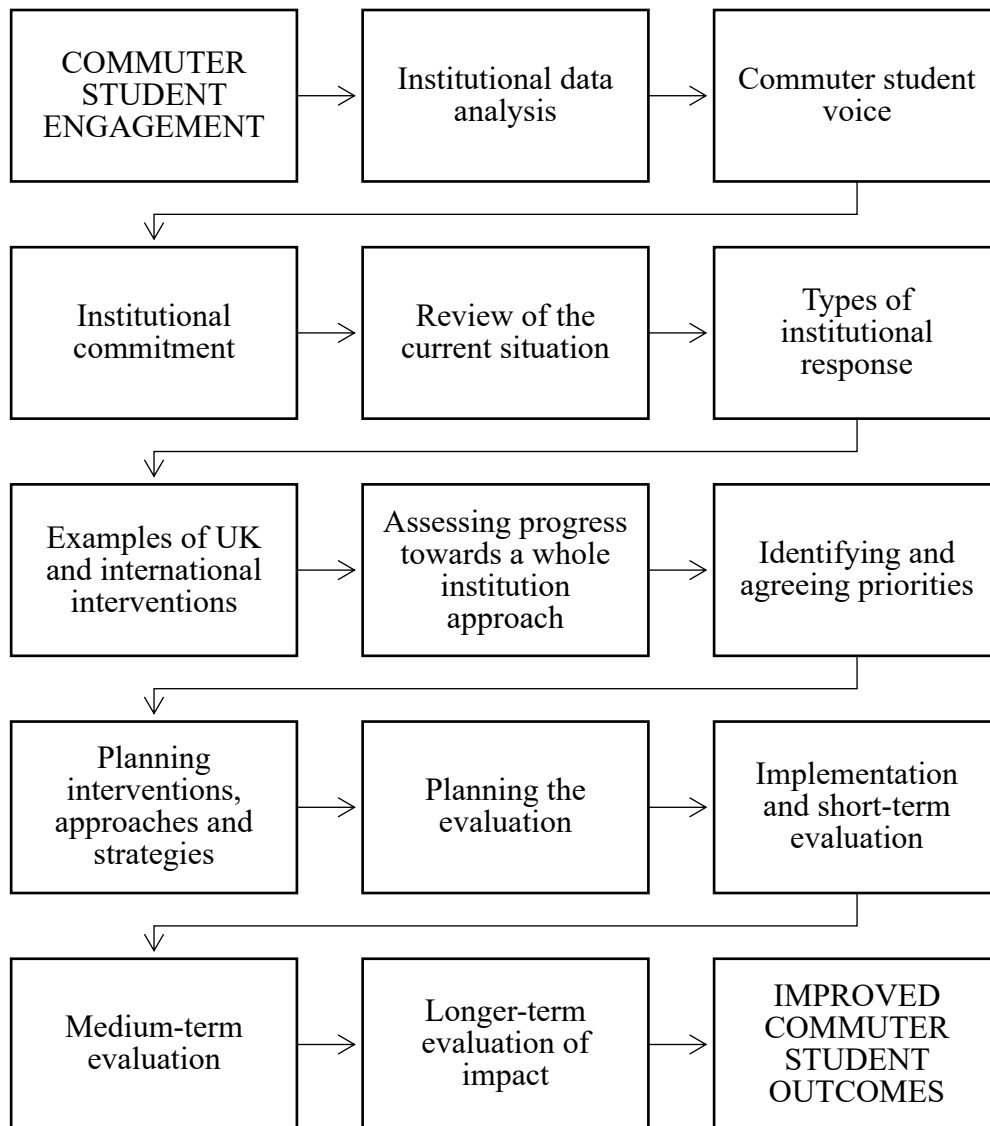 COMMUTER
STUDENT
ENGAGEMENT
Institutional data
analysis
Commuter student
voice
Institutional
commitment
Review of the
current situation
Types of
institutional
response
Examples of UK
and international
interventions
Assessing progress
towards a whole
institution
approach
Identifying and
agreeing priorities
Planning
interventions,
approaches and
strategies
Planning the
evaluation
Implementation
and short-term
evaluation
Medium-term
evaluation
Longer-term
evaluation of
impact
IMPROVED
COMMUTER
STUDENT
OUTCOMES